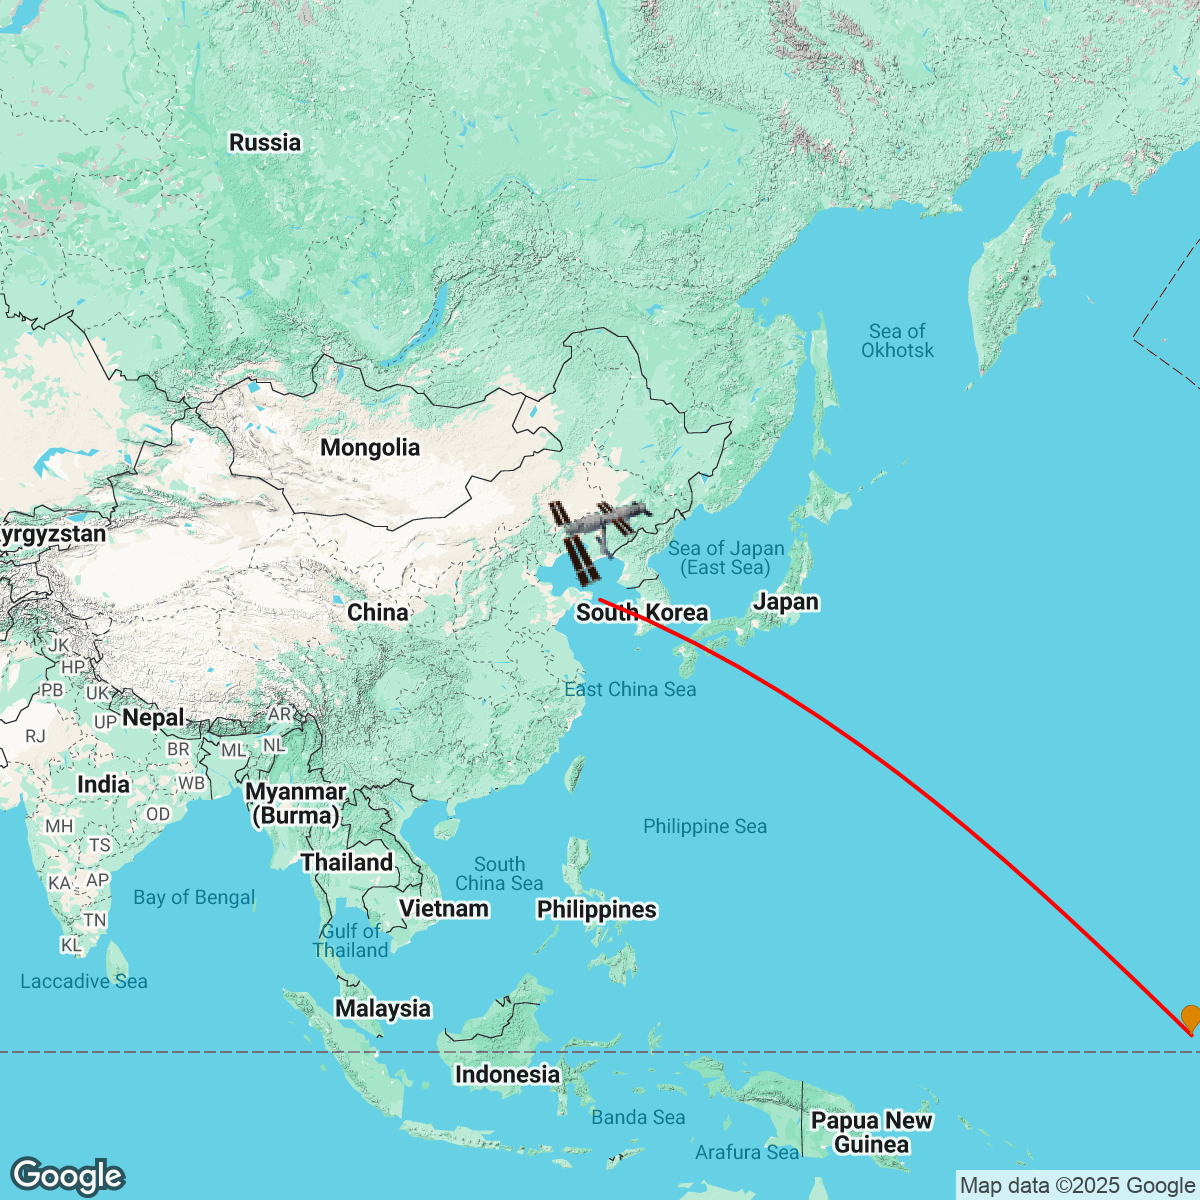 Russia
Sea of
Okhotsk
Mongolia
Sea of Japan
(East Sea)
Japan
South Korea
China
East China Sea
JK
HP
PB
UK
UP
Nepal
AR
RJ
BR
ML
NL
India
WB
Myanmar
(Burma)
OD
MH
TS
Philippine Sea
Thailand
South
China Sea
KA
AP
Bay of Bengal
Vietnam
Philippines
TN
KL
Gulf of
Thailand
Laccadive Sea
Malaysia
Indonesia
Banda Sea
Papua New
Guinea
Arafura Sea
Google
Map data ©2025 Google